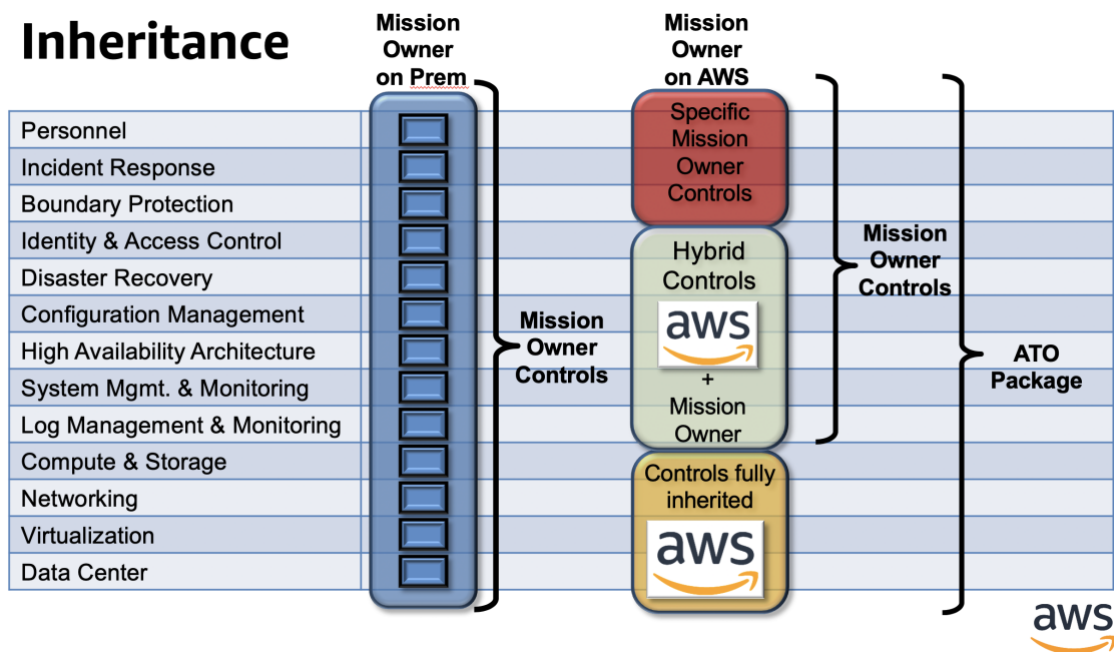 Inheritance
Mission
Owner
on Prem
Mission
Owner
on AWS
Personnel
Incident Response
Boundary Protection
Identity & Access Control
Disaster Recovery
Configuration Management
High Availability Architecture
System Mgmt. & Monitoring
Log Management & Monitoring
Compute & Storage
Networking
Virtualization
Data Center
Mission
Owner
Controls
Specific
Mission
Owner
Controls
Hybrid
Controls
aws
+
Mission
Owner
Controls fully
inherited
aws
Mission
Owner
Controls
ATO
Package
aws